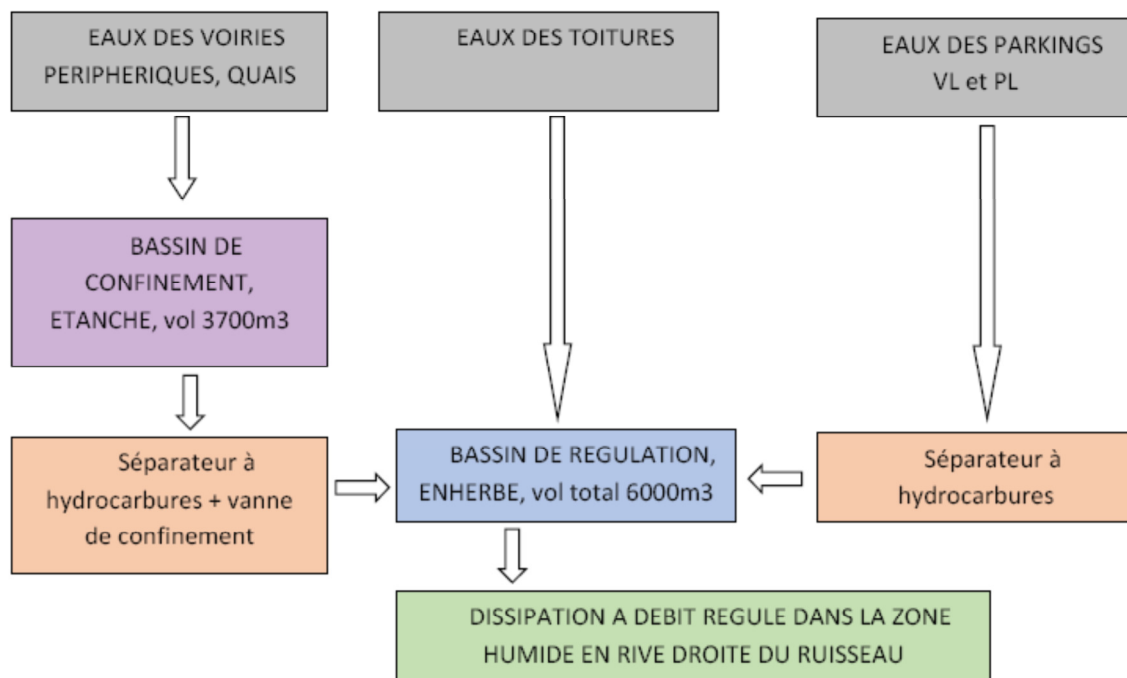 EAUX DES VOIRIES
PERIPHERIQUES, QUAIS
EAUX DES TOITURES
EAUX DES PARKINGS
VL et PL
BASSIN DE
CONFINEMENT,
ETANCHE, vol 3700m3
Séparateur à
hydrocarbures + vanne
de confinement
BASSIN DE REGULATION,
ENHERBE, vol total 6000m3
Séparateur à
hydrocarbures
DISSIPATION A DEBIT REGULE DANS LA ZONE
HUMIDE EN RIVE DROITE DU RUISSEAU